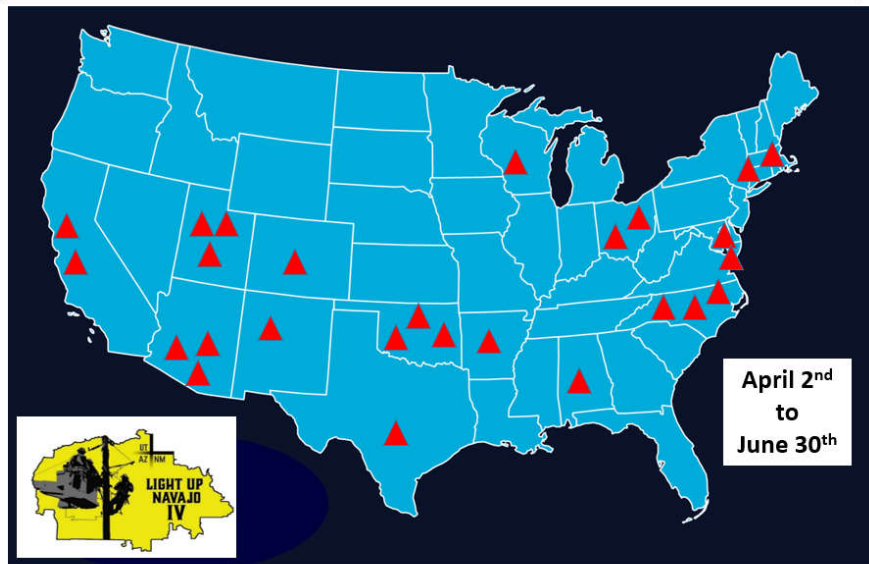 April 2nd
to
June 30th
UT
AZ NM
LIGHT UP
NAVAJO
IV